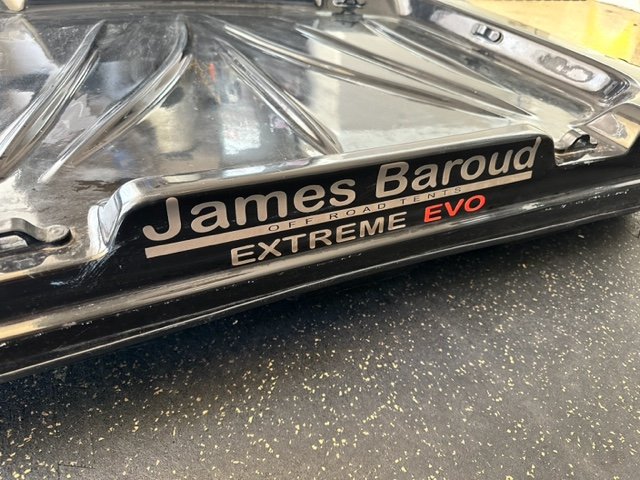 James Baroud
OFF ROAD TENTS
EXTREME EVO